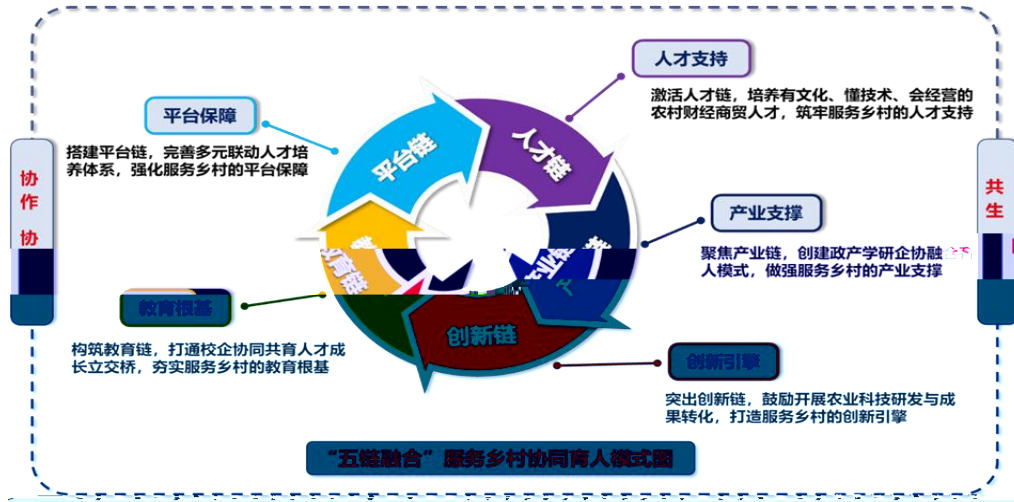 人才支持
激活人才链，培养有文化、懂技术、会经营的
农村财经商贸人才，筑牢服务乡村的人才支持
平台保障
搭建平台链，完善多元联动人才培
养体系，强化服务乡村的平台保障
平台链
人才链
协
作
协
共
生
产业支撑
聚焦产业链，创建政产学研企协融合育
人模式，做强服务乡村的产业支撑
教育链
产业链
教育根基
构筑教育链，打通校企协同共育人才成
长立交桥，夯实服务乡村的教育根基
创新链
创新引擎
突出创新链，鼓励开展农业科技研发与成
果转化，打造服务乡村的创新引擎
“五链融合”服务乡村协同育人模式图